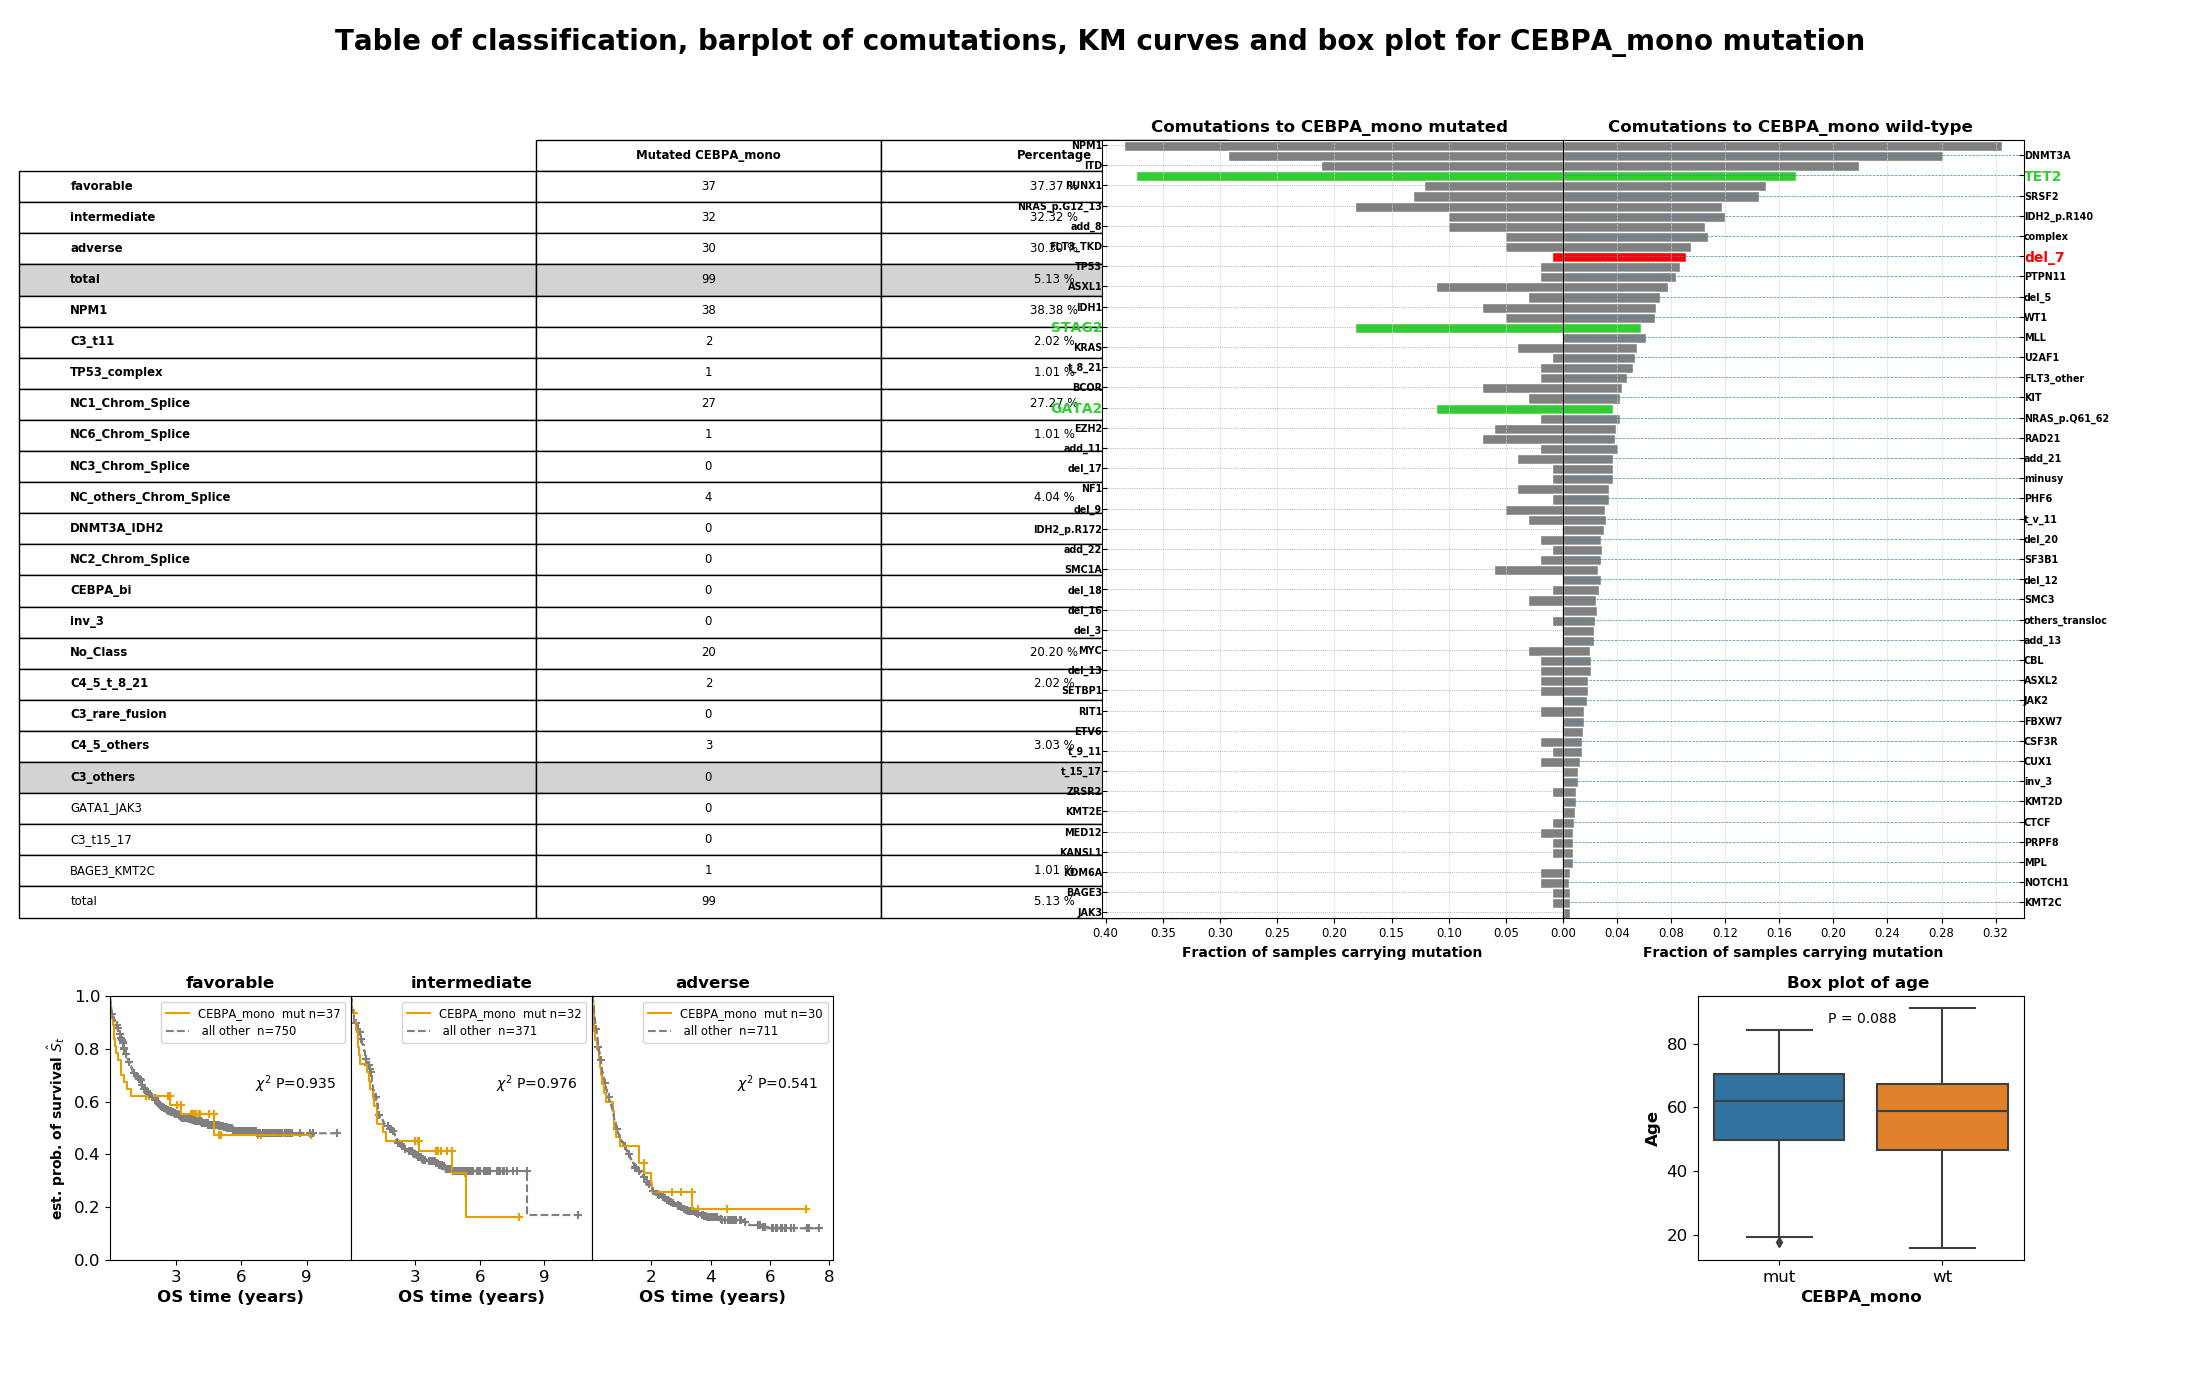 Table of classification, barplot of comutations, KM curves and box plot for CEBPA_mono mutation
Mutated CEBPA_mono Percentage
favorable 37 37.37 %
intermediate 32 32.32 %
adverse 30 30.30 %
total 99 5.13 %
NPM1 38 38.38 %
C3_t11 2 2.02 %
TP53_complex 1 1.01 %
NC1_Chrom_Splice 27 27.27 %
NC6_Chrom_Splice 1 1.01 %
NC3_Chrom_Splice 0
NC_others_Chrom_Splice 4 4.04 %
DNMT3A_IDH2 0
NC2_Chrom_Splice 0
CEBPA_bi 0
inv_3 0
No_Class 20 20.20 %
C4_5_t_8_21 2 2.02 %
C3_rare_fusion 0
C4_5_others 3 3.03 %
C3_others 0
GATA1_JAK3 0
C3_t15_17 0
BAGE3_KMT2C 1 1.01 %
total 99 5.13 %
Comutations to CEBPA_mono mutated
NPM1
ITD
RUNX1
NRAS_p.G12_13
add_8
FLT3_TKD
TP53
ASXL1
IDH1
STAG2
KRAS
t_8_21
BCOR
GATA2
EZH2
add_11
del_17
NF1
del_9
IDH2_p.R172
add_22
SMC1A
del_18
del_16
del_3
MYC
del_13
SETBP1
RIT1
ETV6
t_9_11
t_15_17
ZRSR2
KMT2E
MED12
KANSL1
KDM6A
BAGE3
JAK3
0.40 0.35 0.30 0.25 0.20 0.15 0.10 0.05 0.00
Fraction of samples carrying mutation
Comutations to CEBPA_mono wild-type
DNMT3A
TET2
SRSF2
IDH2_p.R140
complex
del_7
PTPN11
del_5
WT1
MLL
U2AF1
FLT3_other
KIT
NRAS_p.Q61_62
RAD21
add_21
minusy
PHF6
t_v_11
del_20
SF3B1
del_12
SMC3
others_transloc
add_13
CBL
ASXL2
JAK2
FBXW7
CSF3R
CUX1
inv_3
KMT2D
CTCF
PRPF8
MPL
NOTCH1
KMT2C
0.04 0.08 0.12 0.16 0.20 0.24 0.28 0.32
Fraction of samples carrying mutation
est. prob. of survival Ŝt
1.0
0.8
0.6
0.4
0.2
0.0
favorable
CEBPA_mono mut n=37
all other n=750
χ² P=0.935
3 6 9
OS time (years)
intermediate
CEBPA_mono mut n=32
all other n=371
χ² P=0.976
3 6 9
OS time (years)
adverse
CEBPA_mono mut n=30
all other n=711
χ² P=0.541
2 4 6 8
OS time (years)
Box plot of age
P = 0.088
Age
80
60
40
20
mut wt
CEBPA_mono